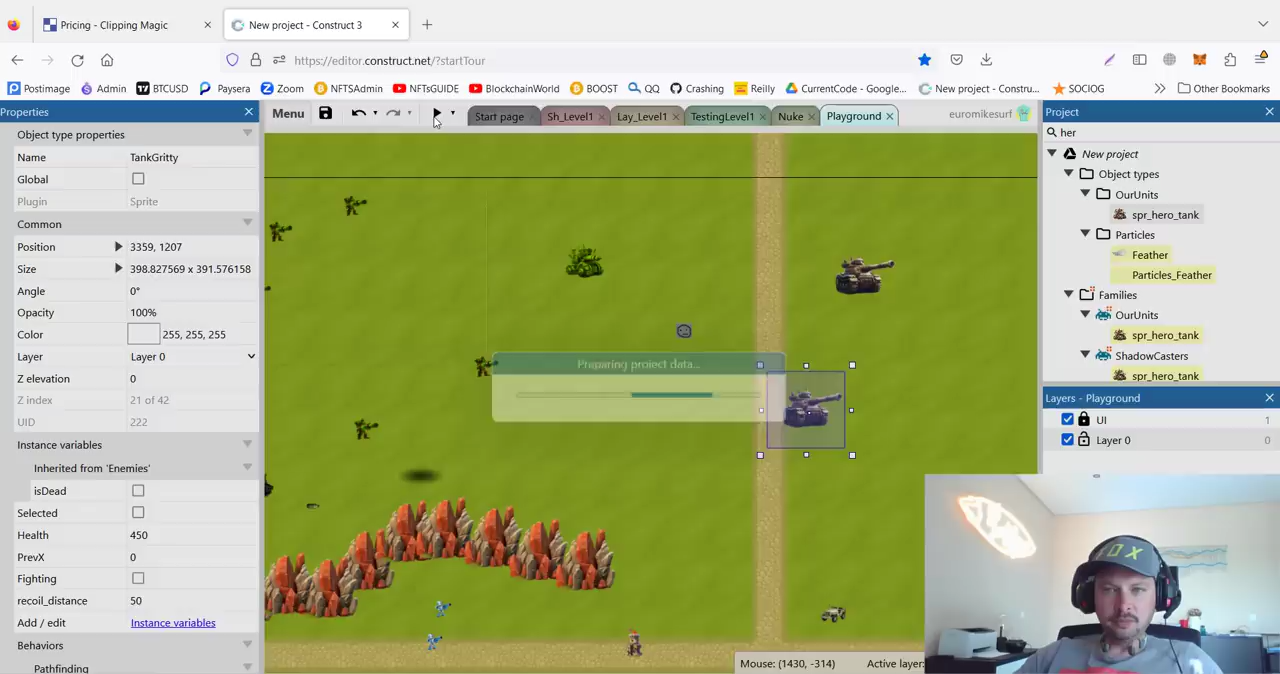 Pricing - Clipping Magic
New project - Construct 3
https://editor.construct.net/?startTour
Postimage
Admin
BTCUSD
Paysera
Zoom
NFTSAdmin
NFTsGUIDE
BlockchainWorld
BOOST
QQ
Crashing
Reilly
CurrentCode - Google...
New project - Constru...
SOCIOG
Other Bookmarks
Properties
Menu
Start page
Sh_Level1
Lay_Level1
TestingLevel1
Nuke
Playground
euromikesurf
Project
Object type properties
Name TankGritty
Global
Plugin Sprite
Common
Position 3359, 1207
Size 398.827569 x 391.576158
Angle 0°
Opacity 100%
Color 255, 255, 255
Layer Layer 0
Z elevation 0
Z index 21 of 42
UID 222
Instance variables
Inherited from 'Enemies'
isDead
Selected
Health 450
PrevX 0
Fighting
recoil_distance 50
Add / edit Instance variables
Behaviors
Pathfinding
Preparing project data...
Mouse: (1430, -314) Active layer:
her
New project
Object types
OurUnits
spr_hero_tank
Particles
Feather
Particles_Feather
Families
OurUnits
spr_hero_tank
ShadowCasters
spr_hero_tank
Layers - Playground
UI 1
Layer 0 0
FOX